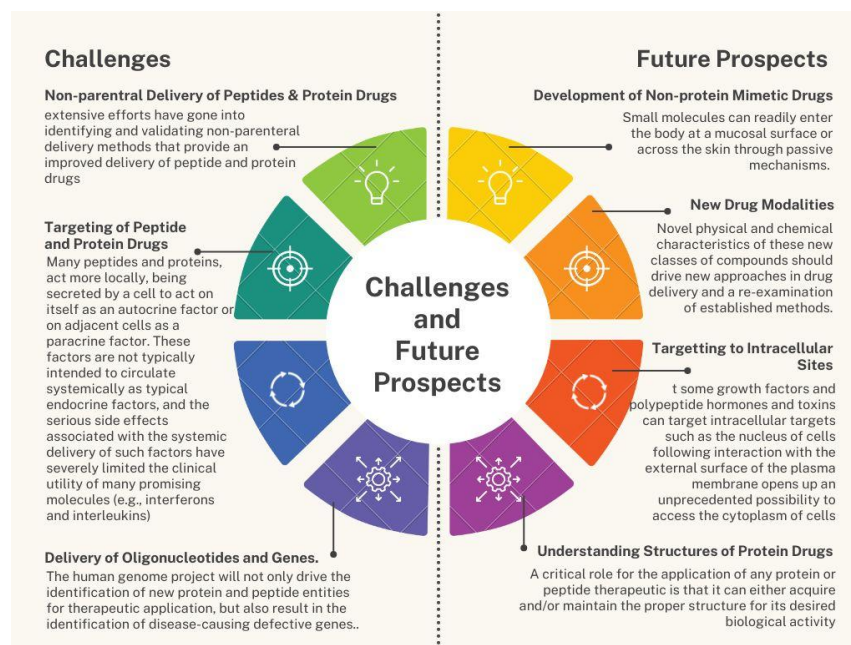 Challenges
Non-parentral Delivery of Peptides & Protein Drugs
extensive efforts have gone into
identifying and validating non-parenteral
delivery methods that provide an
improved delivery of peptide and protein
drugs
Targeting of Peptide
and Protein Drugs
Many peptides and proteins,
act more locally, being
secreted by a cell to act on
itself as an autocrine factor or
on adjacent cells as a
paracrine factor. These
factors are not typically
intended to circulate
systemically as typical
endocrine factors, and the
serious side effects
associated with the systemic
delivery of such factors have
severely limited the clinical
utility of many promising
molecules (e.g., interferons
and interleukins)
Delivery of Oligonucleotides and Genes.
The human genome project will not only drive the
identification of new protein and peptide entities
for therapeutic application, but also result in the
identification of disease-causing defective genes..
Challenges
and
Future
Prospects
Future Prospects
Development of Non-protein Mimetic Drugs
Small molecules can readily enter
the body at a mucosal surface or
across the skin through passive
mechanisms.
New Drug Modalities
Novel physical and chemical
characteristics of these new
classes of compounds should
drive new approaches in drug
delivery and a re-examination
of established methods.
Targetting to Intracellular
Sites
t some growth factors and
polypeptide hormones and toxins
can target intracellular targets
such as the nucleus of cells
following interaction with the
external surface of the plasma
membrane opens up an
unprecedented possibility to
access the cytoplasm of cells
Understanding Structures of Protein Drugs
A critical role for the application of any protein or
peptide therapeutic is that it can either acquire
and/or maintain the proper structure for its desired
biological activity